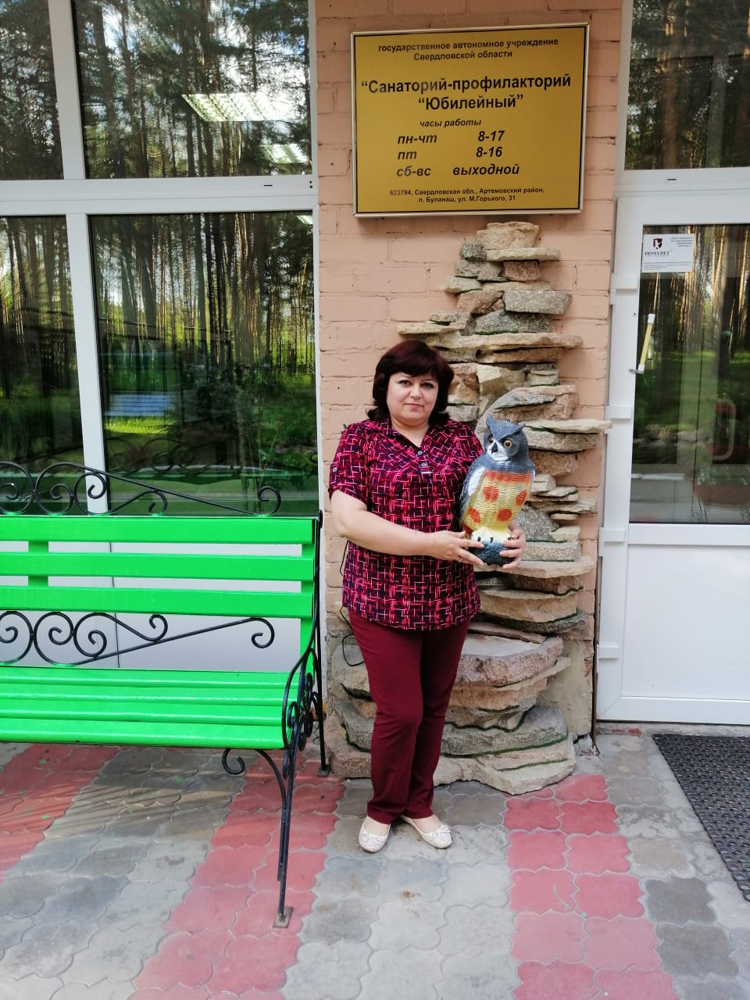 государственное автономное учреждение
Свердловской области
“Санаторий-профилакторий
“Юбилейный”
часы работы
пн-чт 8-17
пт 8-16
сб-вс выходной
623794, Свердловская обл., Артемовский район,
п. Буланаш, ул. М.Горького, 31
ПЕРЕСВЕТ